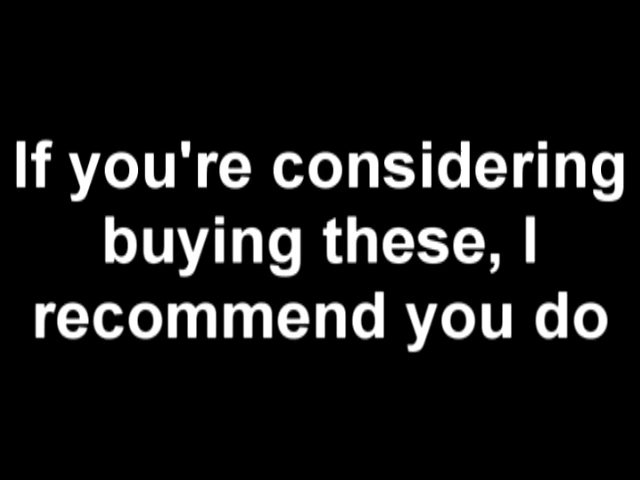 If you're considering
buying these, I
recommend you do